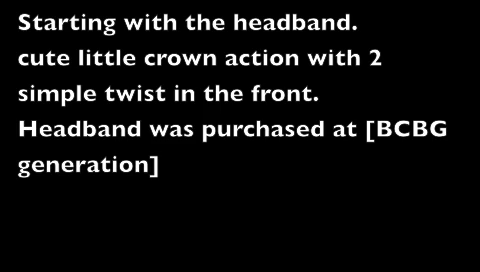 Starting with the headband.
cute little crown action with 2
simple twist in the front.
Headband was purchased at [BCBG
generation]